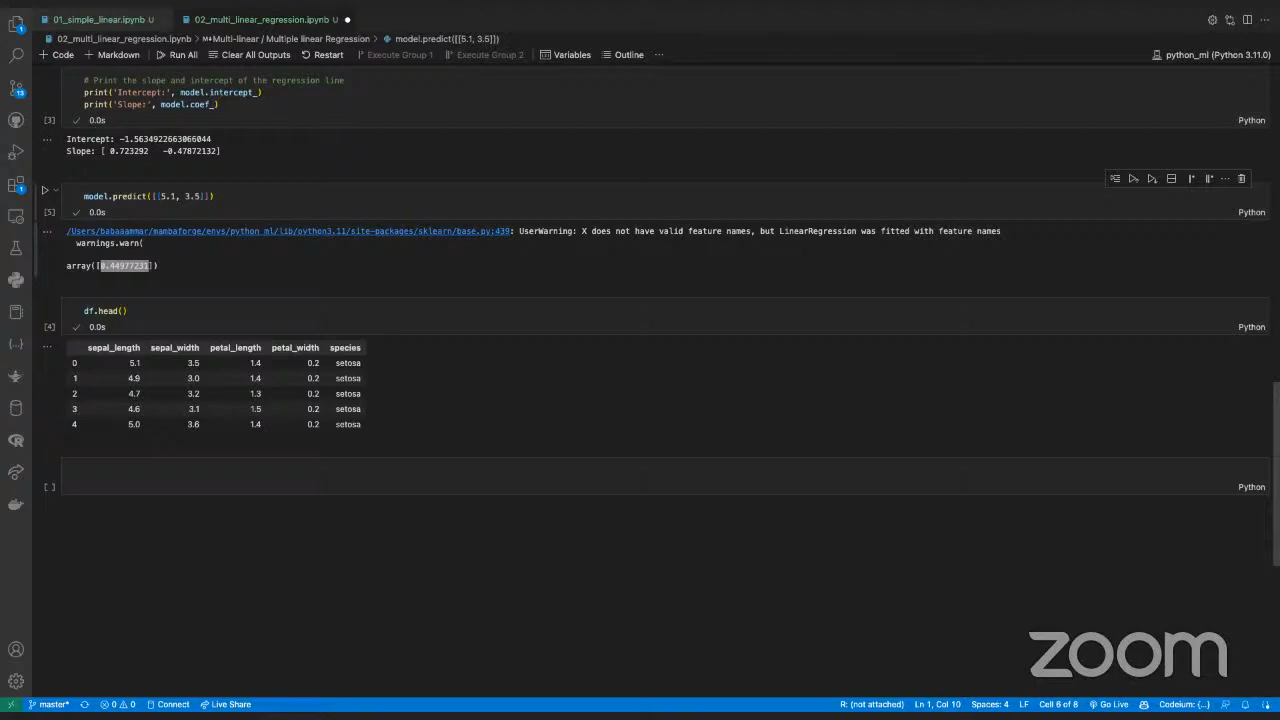 01_simple_linear.ipynb U
02_multi_linear_regression.ipynb U
02_multi_linear_regression.ipynb > Multi-linear / Multiple linear Regression > model.predict([[5.1, 3.5]])
+ Code + Markdown Run All Clear All Outputs Restart Execute Group 1 Execute Group 2 Variables Outline ... python_ml (Python 3.11.0)
# Print the slope and intercept of the regression line
print('Intercept:', model.intercept_)
print('Slope:', model.coef_)
[3] 0.0s Python
Intercept: -1.5634922663066044
Slope: [ 0.723292 -0.47872132]
model.predict([[5.1, 3.5]])
[5] 0.0s Python
/Users/babaaammar/mambaforge/envs/python_ml/lib/python3.11/site-packages/sklearn/base.py:439: UserWarning: X does not have valid feature names, but LinearRegression was fitted with feature names
warnings.warn(
array([0.44977231])
df.head()
[4] 0.0s Python
sepal_length sepal_width petal_length petal_width species
0 5.1 3.5 1.4 0.2 setosa
1 4.9 3.0 1.4 0.2 setosa
2 4.7 3.2 1.3 0.2 setosa
3 4.6 3.1 1.5 0.2 setosa
4 5.0 3.6 1.4 0.2 setosa
[ ] Python
zoom
master* 0 0 Connect Live Share R: (not attached) Ln 1, Col 10 Spaces: 4 LF Cell 6 of 8 Go Live Codeium: {...}